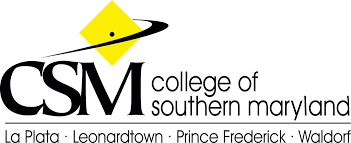 CSM
college of
southern maryland
La Plata · Leonardtown · Prince Frederick · Waldorf